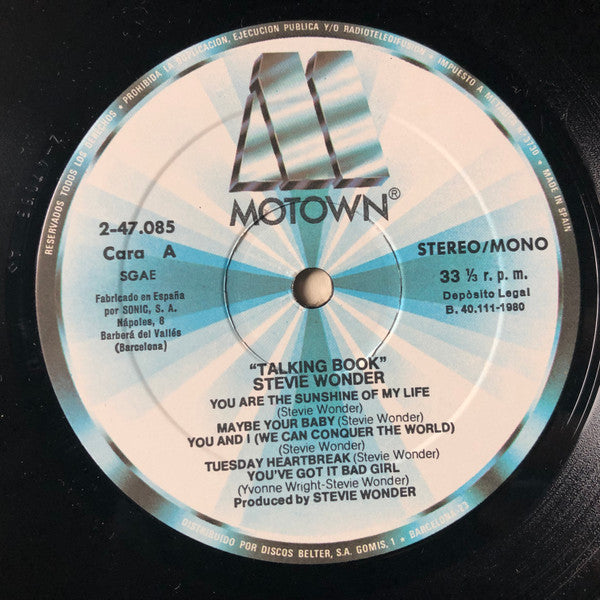 RESERVADOS TODOS LOS DERECHOS • PROHIBIDA LA DUPLICACION, EJECUCION PUBLICA Y/O RADIOTELEDIFUSION • IMPUESTO A METALICO 3730 • MADE IN SPAIN
MOTOWN®
2-47.085
Cara A
SGAE
Fabricado en España
por SONIC, S. A.
Nápoles, 8
Barberá del Vallés
(Barcelona)
STEREO/MONO
33 ⅓ r. p. m.
Depósito Legal
B. 40.111-1980
"TALKING BOOK"
STEVIE WONDER
YOU ARE THE SUNSHINE OF MY LIFE
(Stevie Wonder)
MAYBE YOUR BABY (Stevie Wonder)
YOU AND I (WE CAN CONQUER THE WORLD)
(Stevie Wonder)
TUESDAY HEARTBREAK (Stevie Wonder)
YOU'VE GOT IT BAD GIRL
(Yvonne Wright-Stevie Wonder)
Produced by STEVIE WONDER
DISTRIBUIDO POR DISCOS BELTER, S.A. GOMIS, 1 • BARCELONA-23